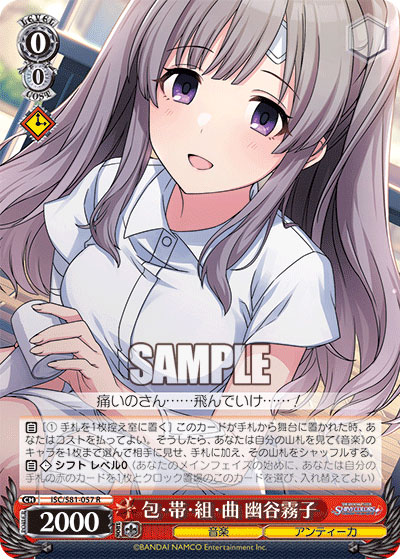 LEVEL
0
0
COST
SAMPLE
痛いのさん……飛んでいけ……！
【自】［① 手札を1枚控え室に置く］このカードが手札から舞台に置かれた時、あ
なたはコストを払ってよい。そうしたら、あなたは自分の山札を見て《音楽》の
キャラを1枚まで選んで相手に見せ、手札に加え、その山札をシャッフルする。
【自】シフト レベル0（あなたのメインフェイズの始めに、あなたは自分の
手札の赤のカードを1枚とクロック置場のこのカードを選び、入れ替えてよい）
CH
ISC/S81-057 R
2000
包・帯・組・曲 幽谷霧子
SHINY COLORS
音楽
アンティーカ
©BANDAI NAMCO Entertainment Inc.